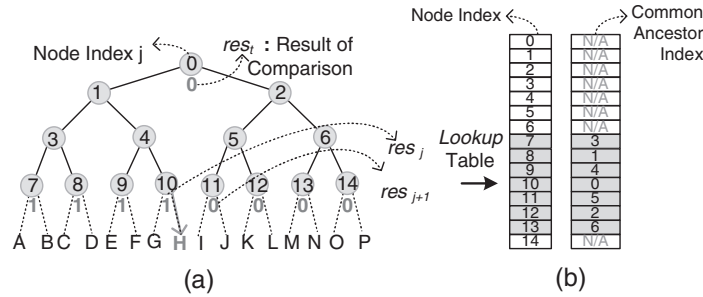 Node Index j
res_t : Result of
Comparison
0
0
1 2
3 4 5 6
res_j
7 8 9 10 11 12 13 14
res_{j+1}
1 1 1 1 0 0 0 0
A B C D E F G H I J K L M N O P
(a)
Node Index
Common
Ancestor
Index
0 N/A
1 N/A
2 N/A
3 N/A
4 N/A
5 N/A
6 N/A
Lookup
Table
7 3
8 1
9 4
10 0
11 5
12 2
13 6
14 N/A
(b)